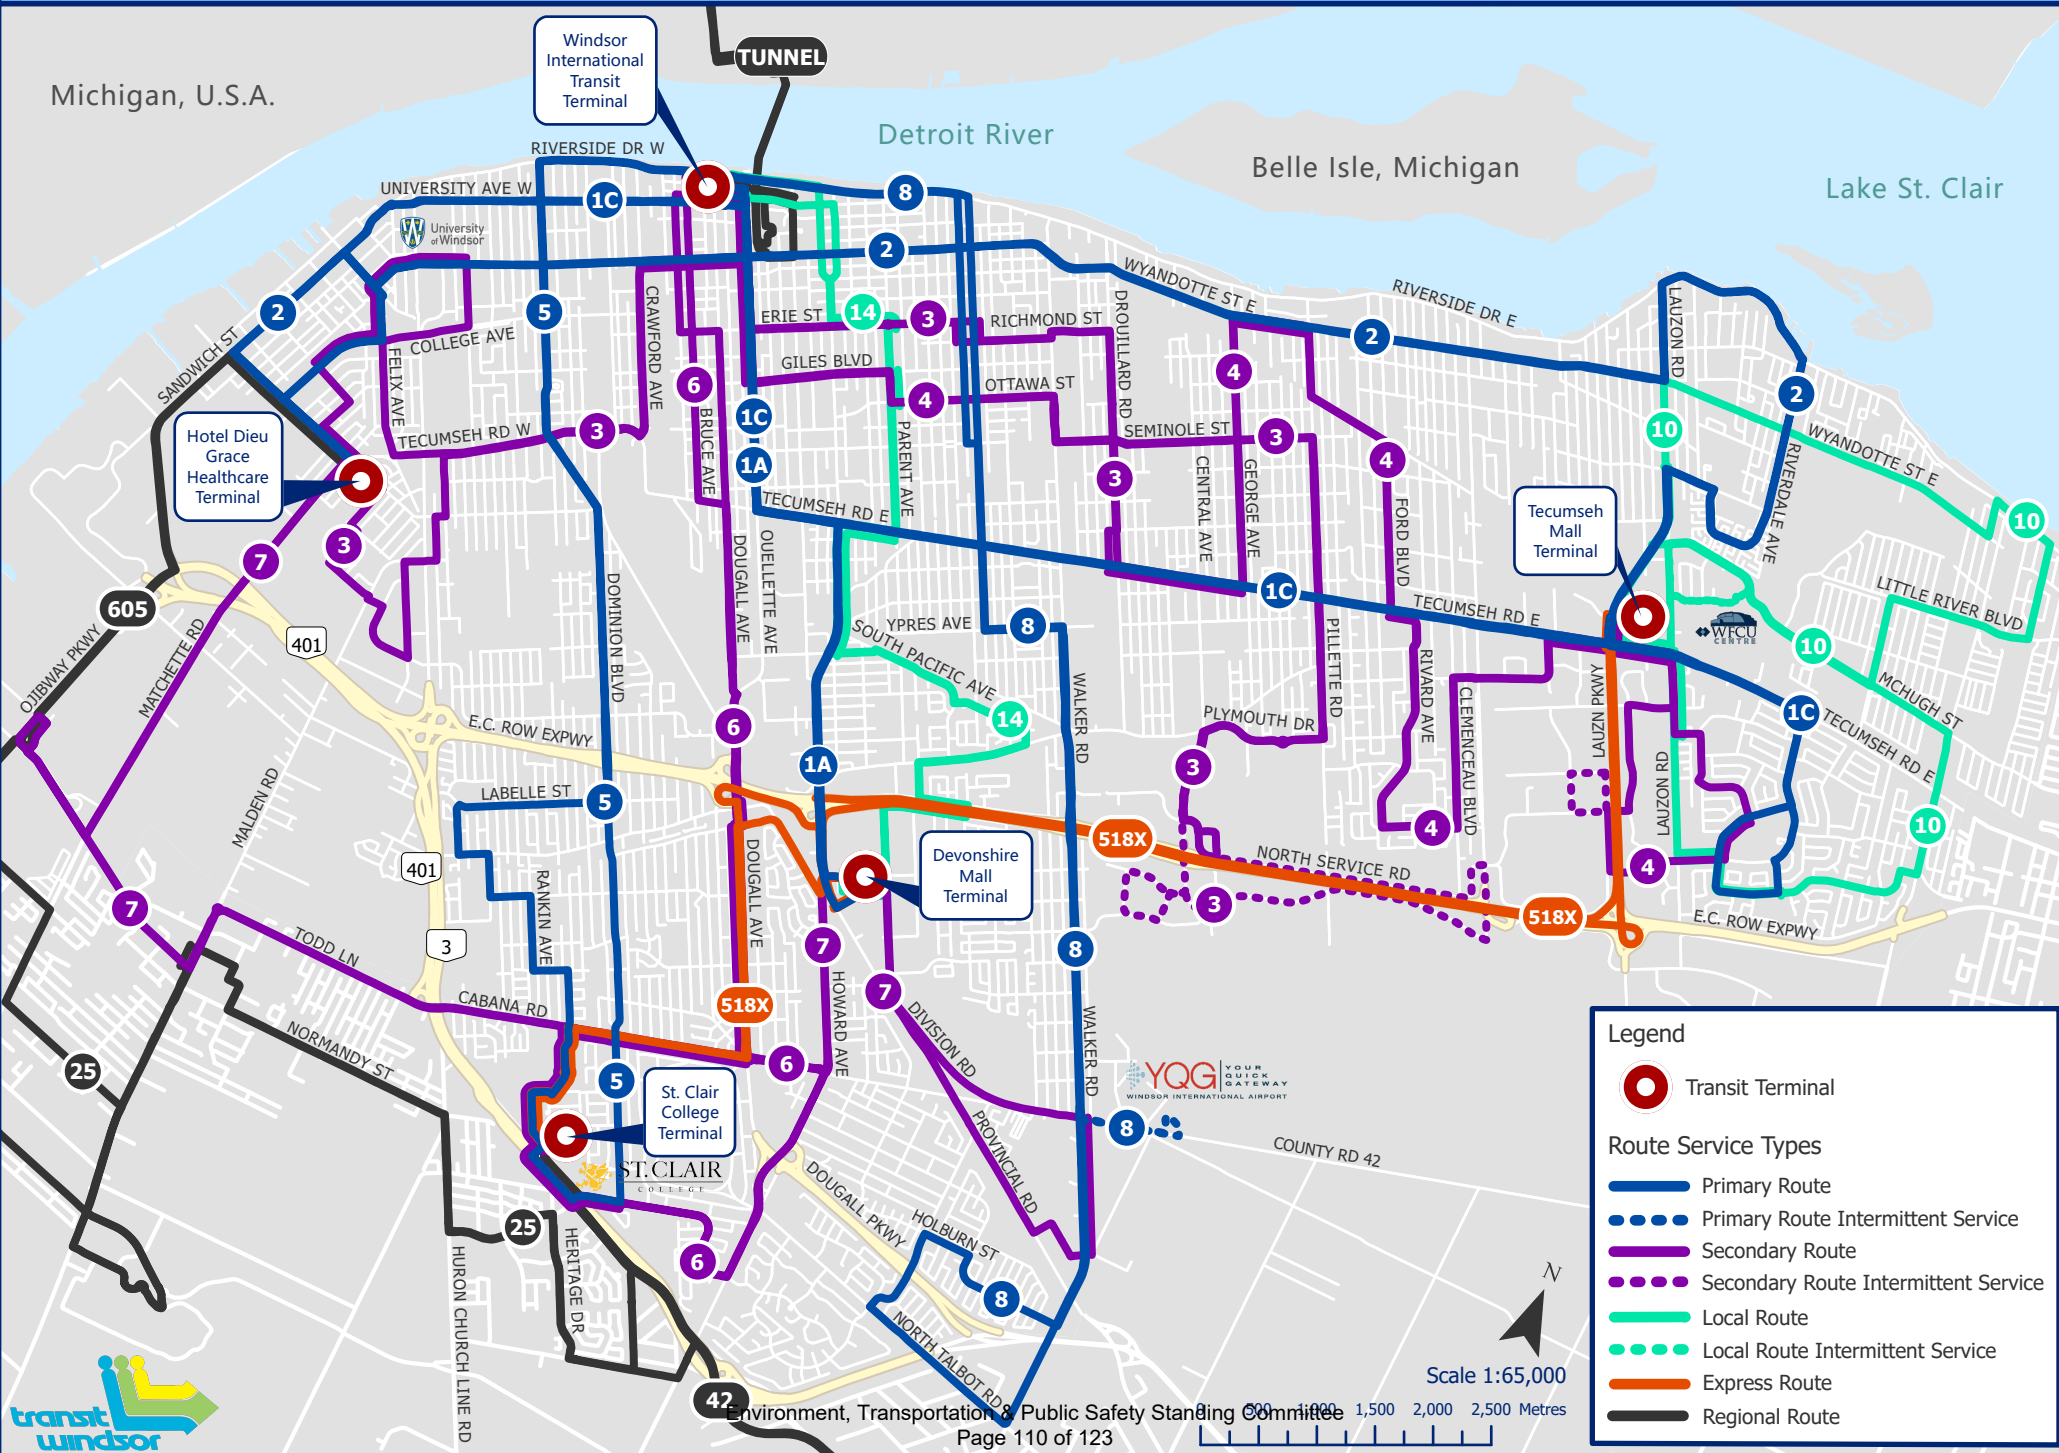 TUNNEL
Windsor
International
Transit
Terminal
Michigan, U.S.A.
Detroit River
Belle Isle, Michigan
Lake St. Clair
RIVERSIDE DR W
UNIVERSITY AVE W
1C
8
University
of Windsor
2
WYANDOTTE ST E
RIVERSIDE DR E
LAUZON RD
2
5
CRAWFORD AVE
ERIE ST
14
3
RICHMOND ST
DROUILLARD RD
2
COLLEGE AVE
FELIX AVE
SANDWICH ST
GILES BLVD
6
BRUCE AVE
OTTAWA ST
4
4
2
1C
PARENT AVE
10
WYANDOTTE ST E
RIVERDALE AVE
Hotel Dieu
Grace
Healthcare
Terminal
TECUMSEH RD W
3
SEMINOLE ST
3
4
1A
3
CENTRAL AVE
GEORGE AVE
FORD BLVD
TECUMSEH RD E
Tecumseh
Mall
Terminal
10
7
3
DOUGALL AVE
OUELLETTE AVE
DOMINION BLVD
1C
TECUMSEH RD E
LITTLE RIVER BLVD
605
401
YPRES AVE
8
SOUTH PACIFIC AVE
PILLETTE RD
WFCU
CENTRE
10
OJIBWAY PKWY
MATCHETTE RD
WALKER RD
RIVARD AVE
CLEMENCEAU BLVD
LAUZN PKWY
MCHUGH ST
1C
TECUMSEH RD E
E.C. ROW EXPWY
6
14
PLYMOUTH DR
3
LAUZON RD
1A
MALDEN RD
LABELLE ST
5
518X
4
10
401
RANKIN AVE
DOUGALL AVE
Devonshire
Mall
Terminal
NORTH SERVICE RD
3
4
518X
E.C. ROW EXPWY
7
3
TODD LN
7
8
CABANA RD
518X
HOWARD AVE
7
DIVISION RD
WALKER RD
NORMANDY ST
25
6
5
St. Clair
College
Terminal
YQG
YOUR
QUICK
GATEWAY
WINDSOR INTERNATIONAL AIRPORT
8
COUNTY RD 42
PROVINCIAL RD
ST. CLAIR
COLLEGE
DOUGALL PKWY
HOLBURN ST
25
HERITAGE DR
HURON CHURCH LINE RD
6
8
NORTH TALBOT RD
42
transit
windsor
Legend
Transit Terminal
Route Service Types
Primary Route
Primary Route Intermittent Service
Secondary Route
Secondary Route Intermittent Service
Local Route
Local Route Intermittent Service
Express Route
Regional Route
N
Scale 1:65,000
0 500 1,000 1,500 2,000 2,500 Metres
Environment, Transportation & Public Safety Standing Committee
Page 110 of 123